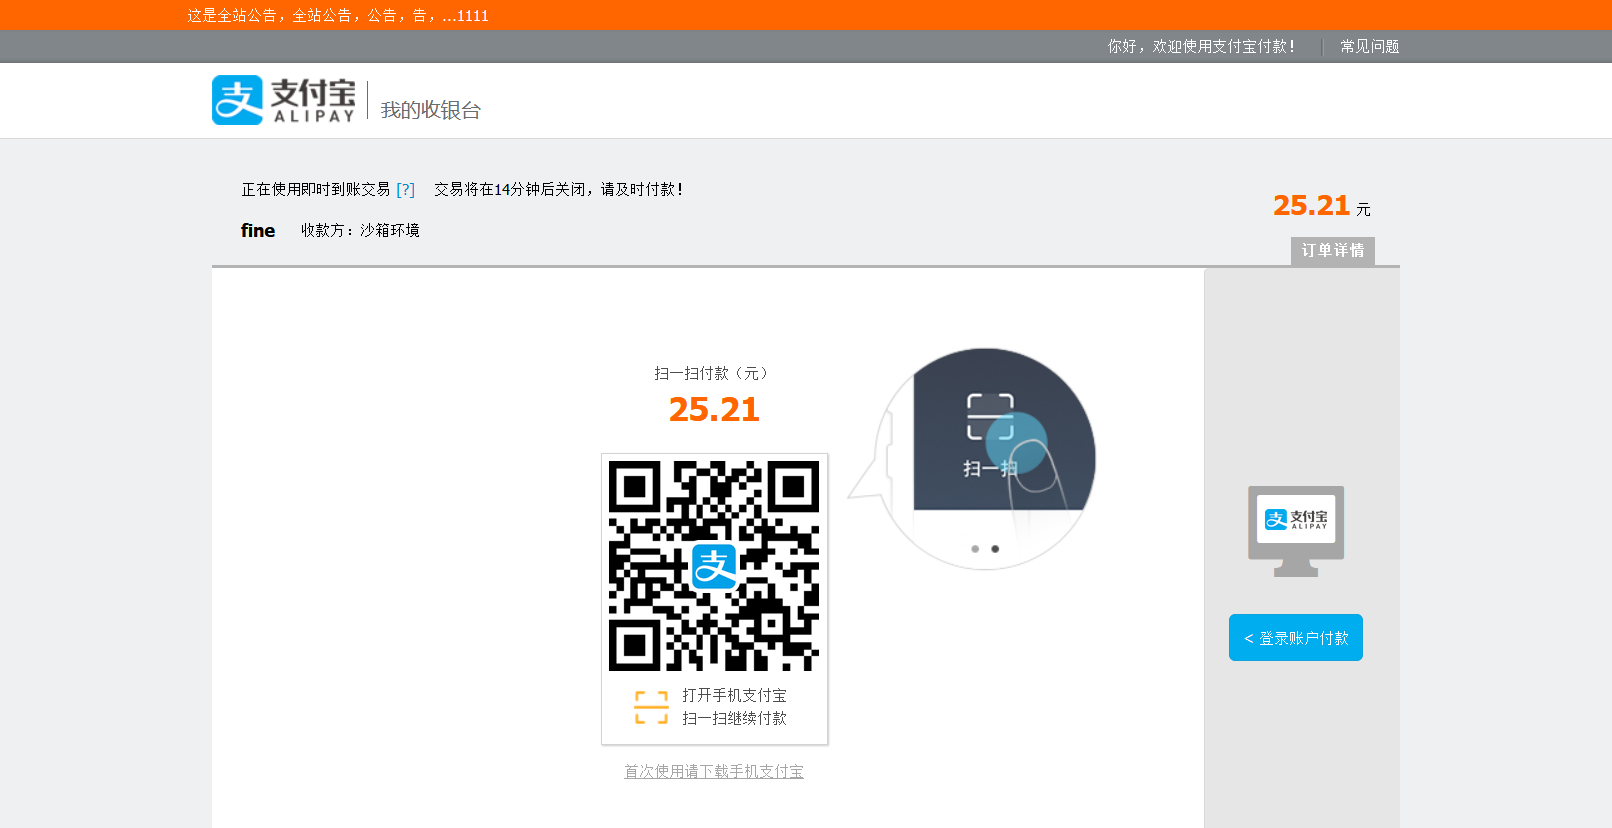 这是全站公告，全站公告，公告，告，...1111
你好，欢迎使用支付宝付款！ 常见问题
支付宝 我的收银台
ALIPAY
正在使用即时到账交易 [?] 交易将在14分钟后关闭，请及时付款！
25.21 元
fine 收款方：沙箱环境
订单详情
扫一扫付款（元）
25.21
扫一扫
支付宝
ALIPAY
< 登录账户付款
打开手机支付宝
扫一扫继续付款
首次使用请下载手机支付宝